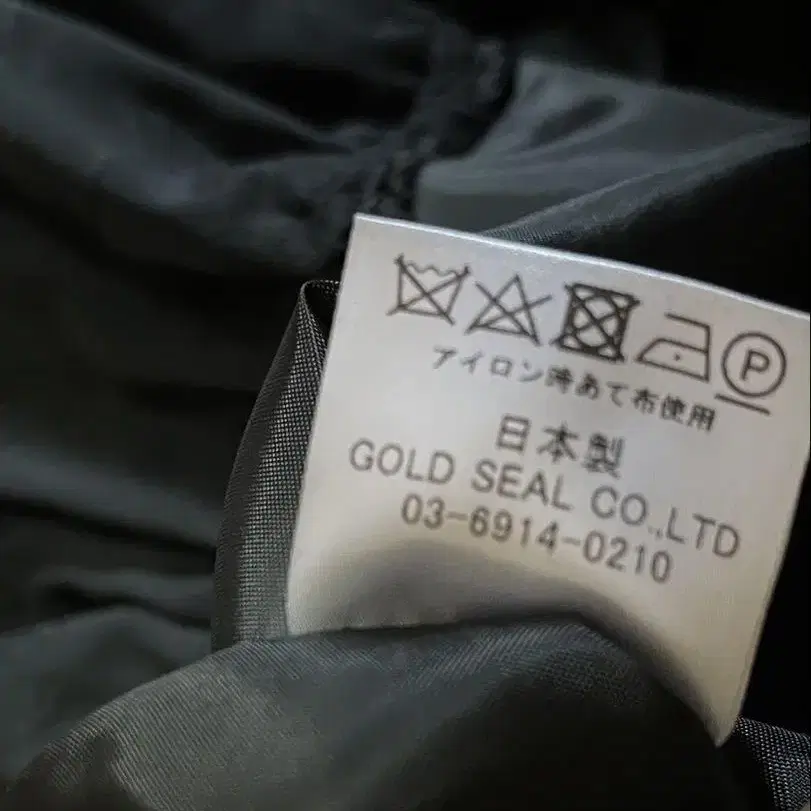 P
アイロン時あて布使用
日本製
GOLD SEAL CO.,LTD
03-6914-0210